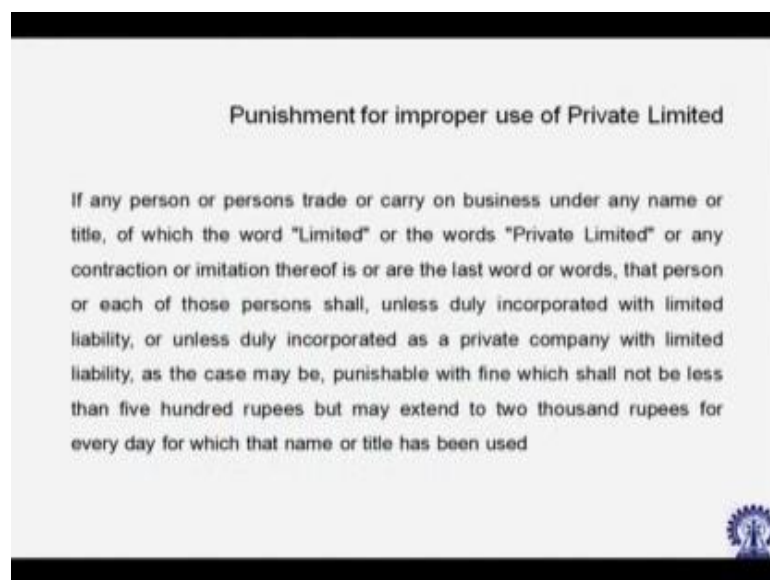 Punishment for improper use of Private Limited
If any person or persons trade or carry on business under any name or
title, of which the word "Limited" or the words "Private Limited" or any
contraction or imitation thereof is or are the last word or words, that person
or each of those persons shall, unless duly incorporated with limited
liability, or unless duly incorporated as a private company with limited
liability, as the case may be, punishable with fine which shall not be less
than five hundred rupees but may extend to two thousand rupees for
every day for which that name or title has been used